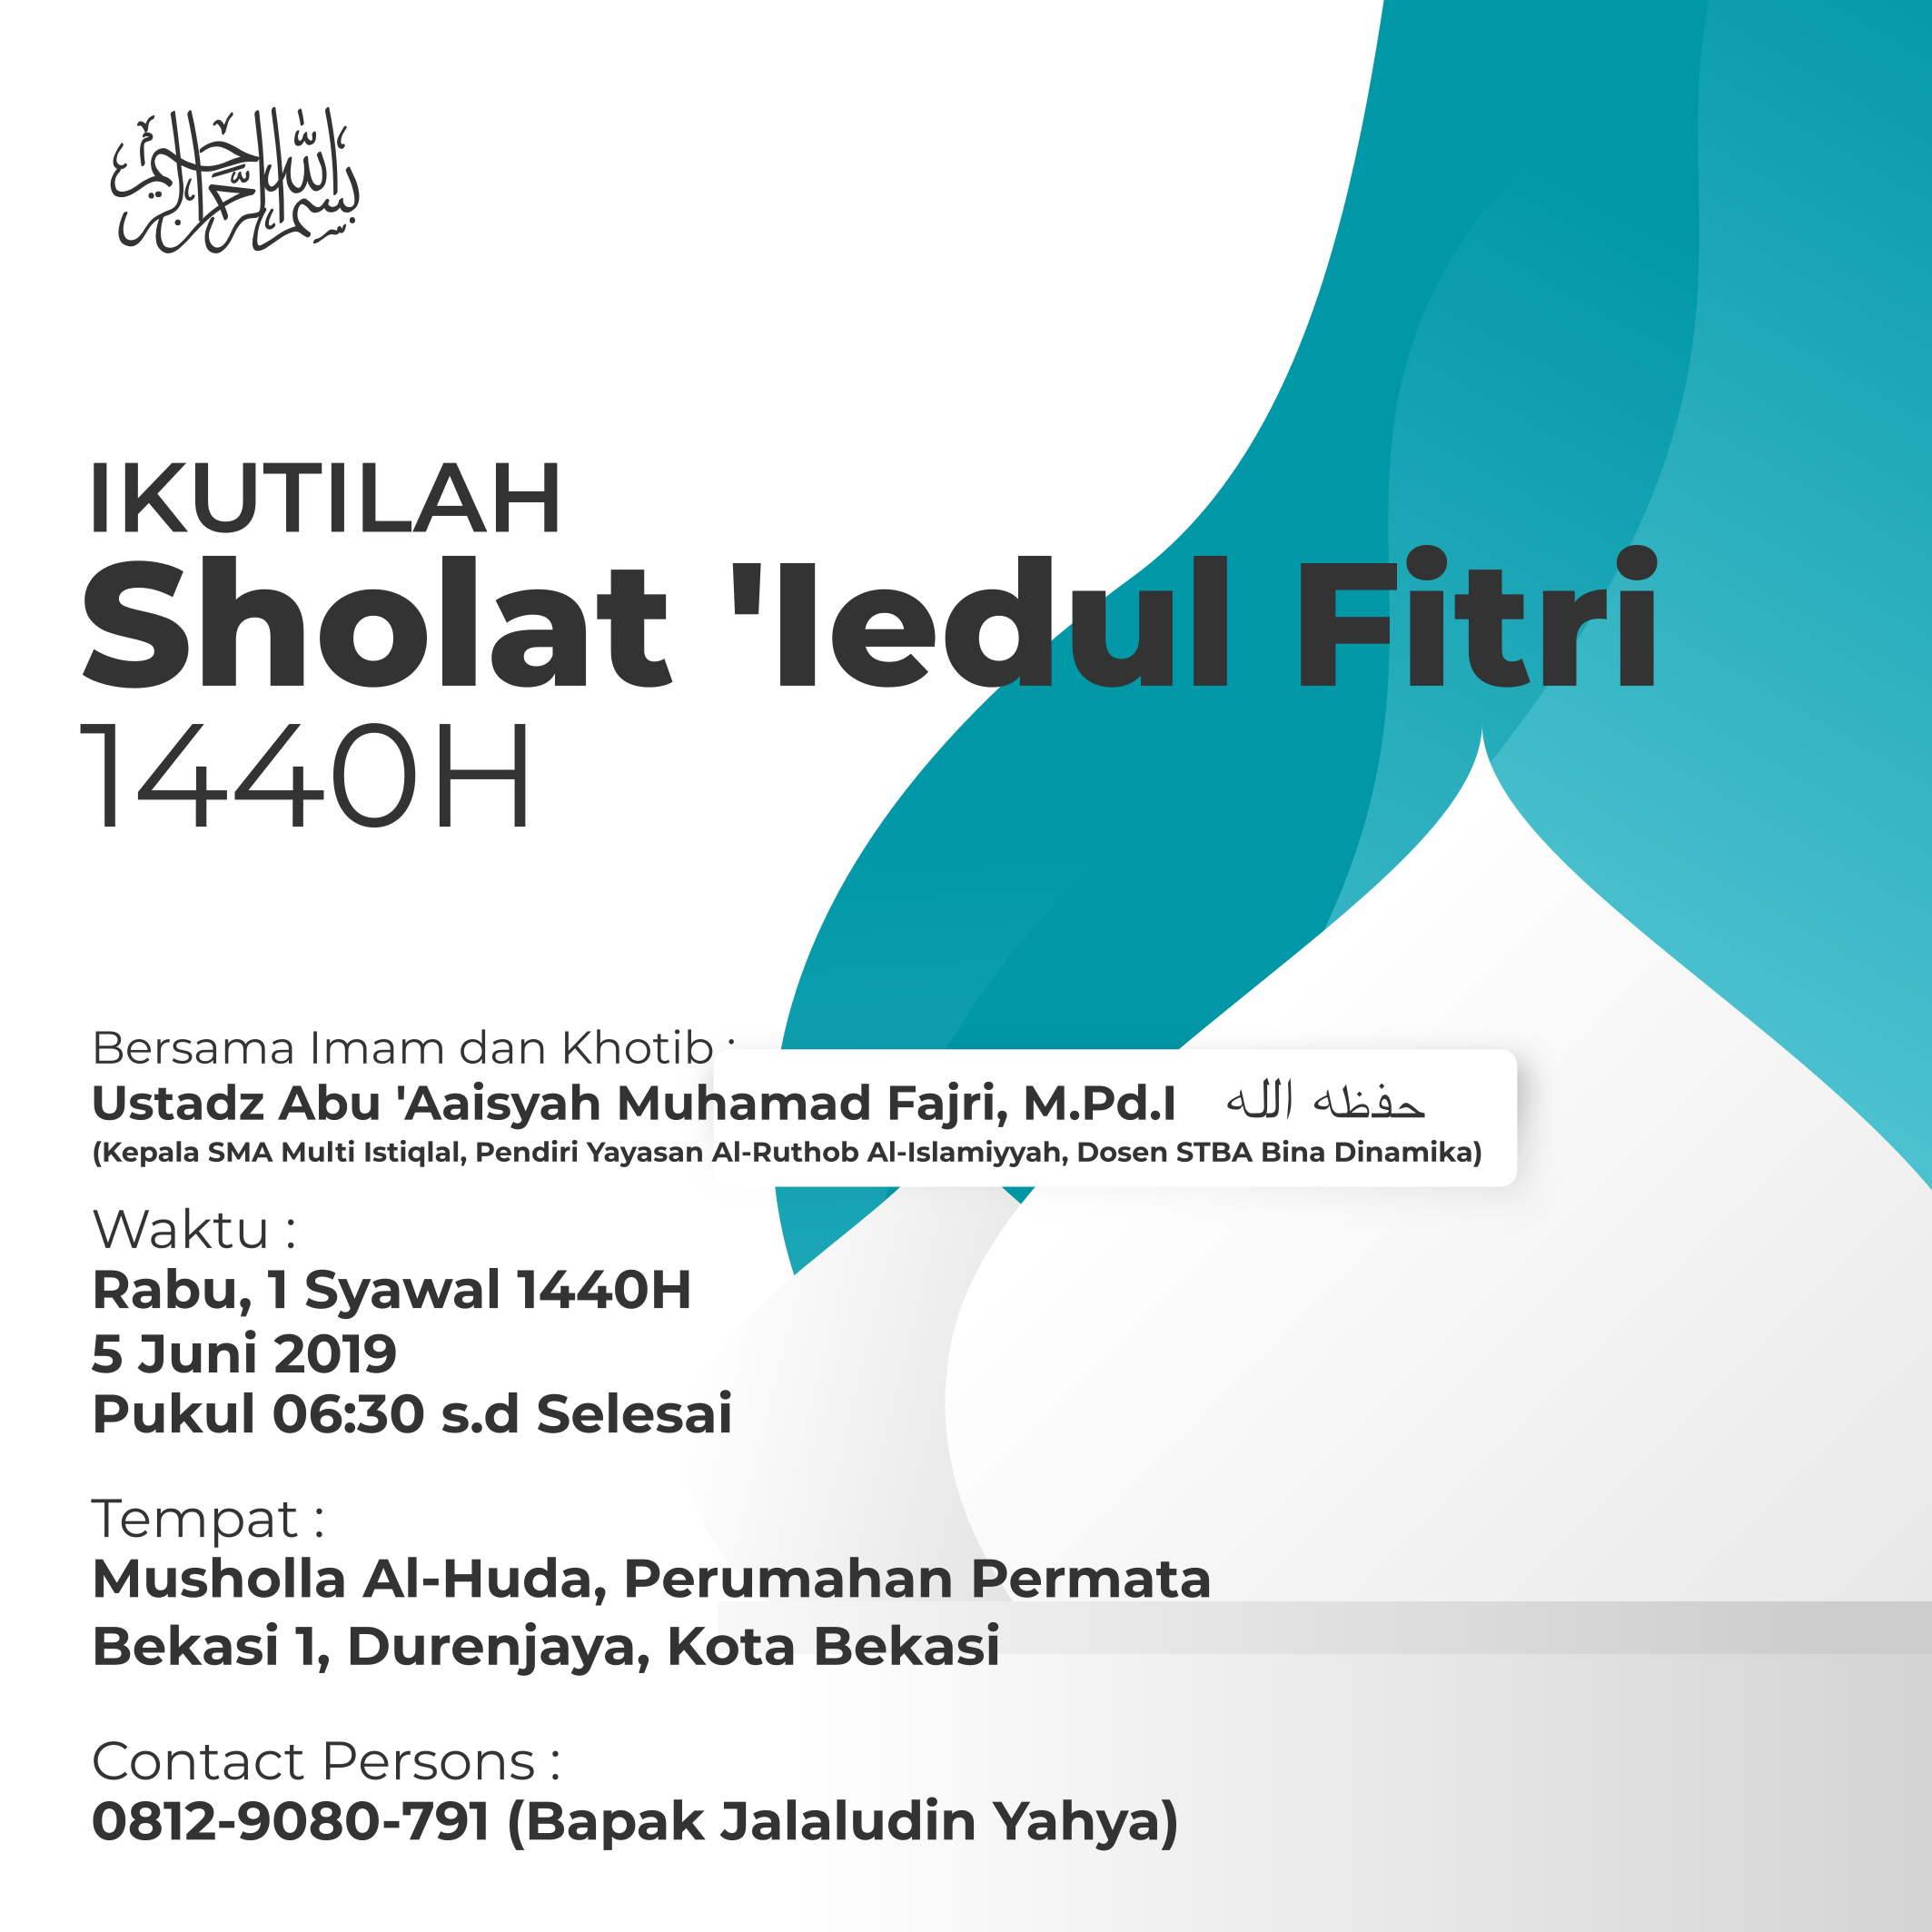 بسم الله الرحمن الرحيم
IKUTILAH
Sholat 'Iedul Fitri
1440H
Bersama Imam dan Khotib :
Ustadz Abu 'Aaisyah Muhamad Fajri, M.Pd.I حفظه الله
(Kepala SMA Multi Istiqlal, Pendiri Yayasan Al-Ruthob Al-Islamiyyah, Dosen STBA Bina Dinamika)
Waktu :
Rabu, 1 Syawal 1440H
5 Juni 2019
Pukul 06:30 s.d Selesai
Tempat :
Musholla Al-Huda, Perumahan Permata
Bekasi 1, Durenjaya, Kota Bekasi
Contact Persons :
0812-9080-791 (Bapak Jalaludin Yahya)